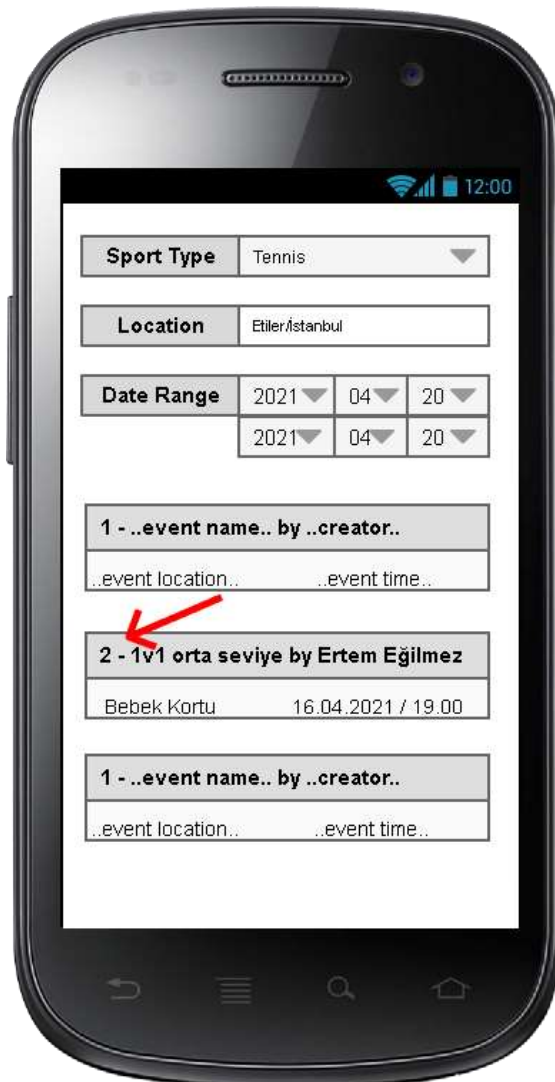 12:00
Sport Type Tennis
Location Etiler/İstanbul
Date Range 2021 04 20
2021 04 20
1 - ..event name.. by ..creator..
..event location.. ..event time..
2 - 1v1 orta seviye by Ertem Eğilmez
Bebek Kortu 16.04.2021 / 19.00
1 - ..event name.. by ..creator..
..event location.. ..event time..